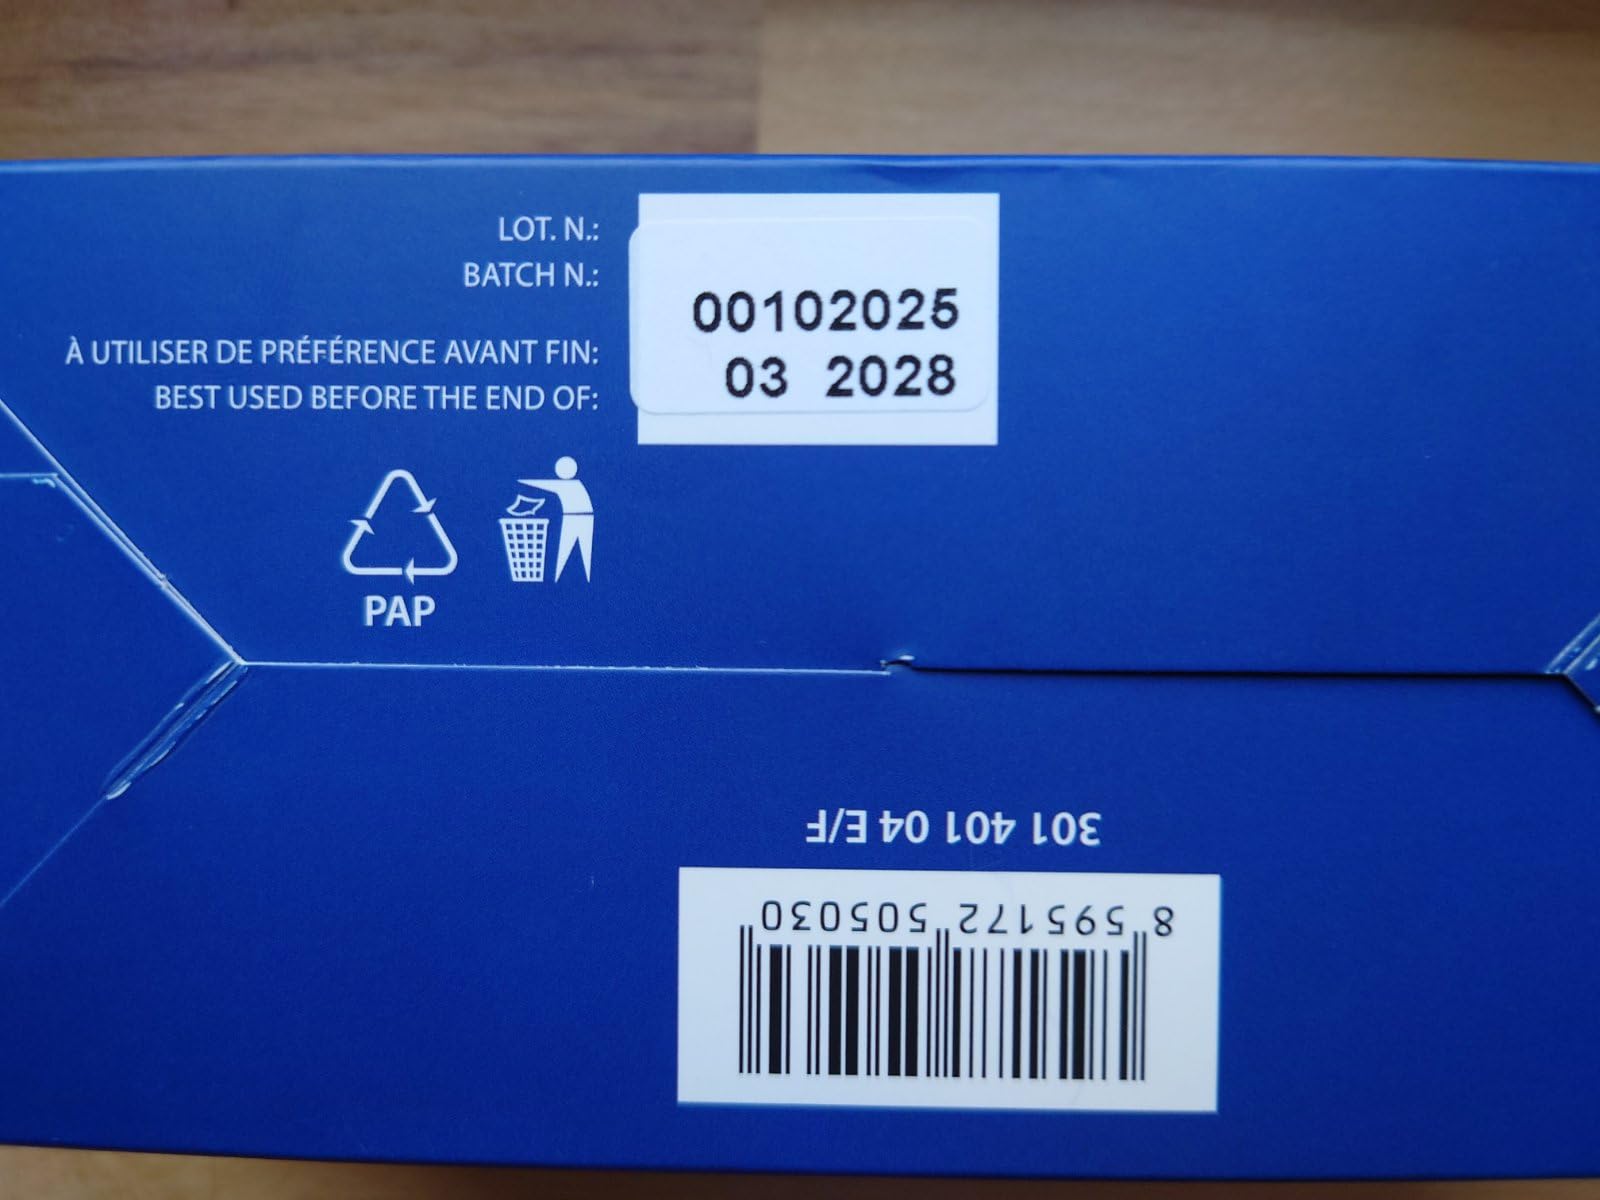 LOT. N.:
BATCH N.:
00102025
À UTILISER DE PRÉFÉRENCE AVANT FIN:
BEST USED BEFORE THE END OF:
03 2028
PAP
301 401 04 E/F
8 595172 505030